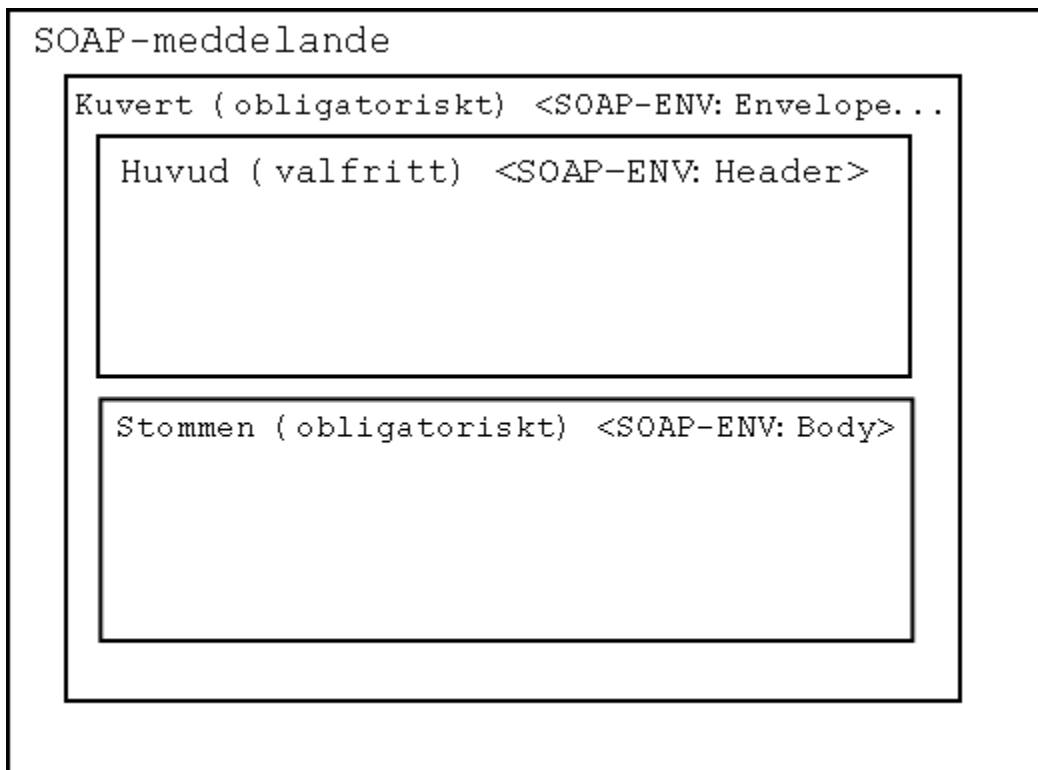 SOAP-meddelande
Kuvert (obligatoriskt) <SOAP-ENV: Envelope...
Huvud (valfritt) <SOAP-ENV: Header>
Stommen (obligatoriskt) <SOAP-ENV: Body>